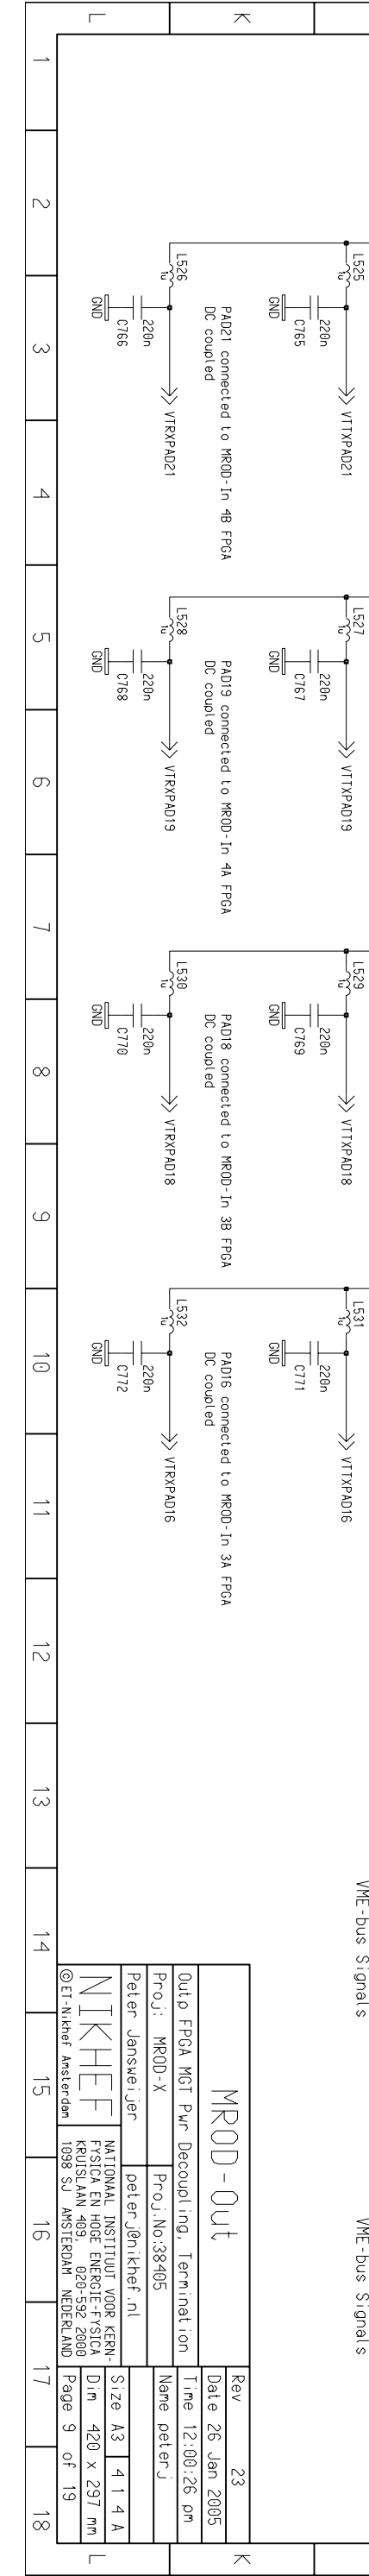 L
K
1
2
3
4
5
6
7
8
9
10
11
12
13
14
15
16
17
18
L
K
L525
1u
220n
C765
GND
VTTXPAD21
L526
1u
220n
C766
GND
VTRXPAD21
PAD21 connected to MROD-In 4B FPGA
DC coupled
L527
1u
220n
C767
GND
VTTXPAD19
L528
1u
220n
C768
GND
VTRXPAD19
PAD19 connected to MROD-In 4A FPGA
DC coupled
L529
1u
220n
C769
GND
VTTXPAD18
L530
1u
220n
C770
GND
VTRXPAD18
PAD18 connected to MROD-In 3B FPGA
DC coupled
L531
1u
220n
C771
GND
VTTXPAD16
L532
1u
220n
C772
GND
VTRXPAD16
PAD16 connected to MROD-In 3A FPGA
DC coupled
VME-bus Signals
VME-bus Signals
MROD-Out
Rev 23
Date 26 Jan 2005
Outp FPGA MGT Pwr Decoupling, Termination
Time 12:00:26 pm
Proj: MROD-X
Proj.No:38405
Name peterj
Peter Jansweijer
peterj@nikhef.nl
NIKHEF
©ET-Nikhef Amsterdam
NATIONAAL INSTITUUT VOOR KERN-
FYSICA EN HOGE ENERGIE-FYSICA
KRUISLAAN 409, 020-592 2000
1098 SJ AMSTERDAM NEDERLAND
Size A3 4 1 4 A
Dim 420 x 297 mm
Page 9 of 19